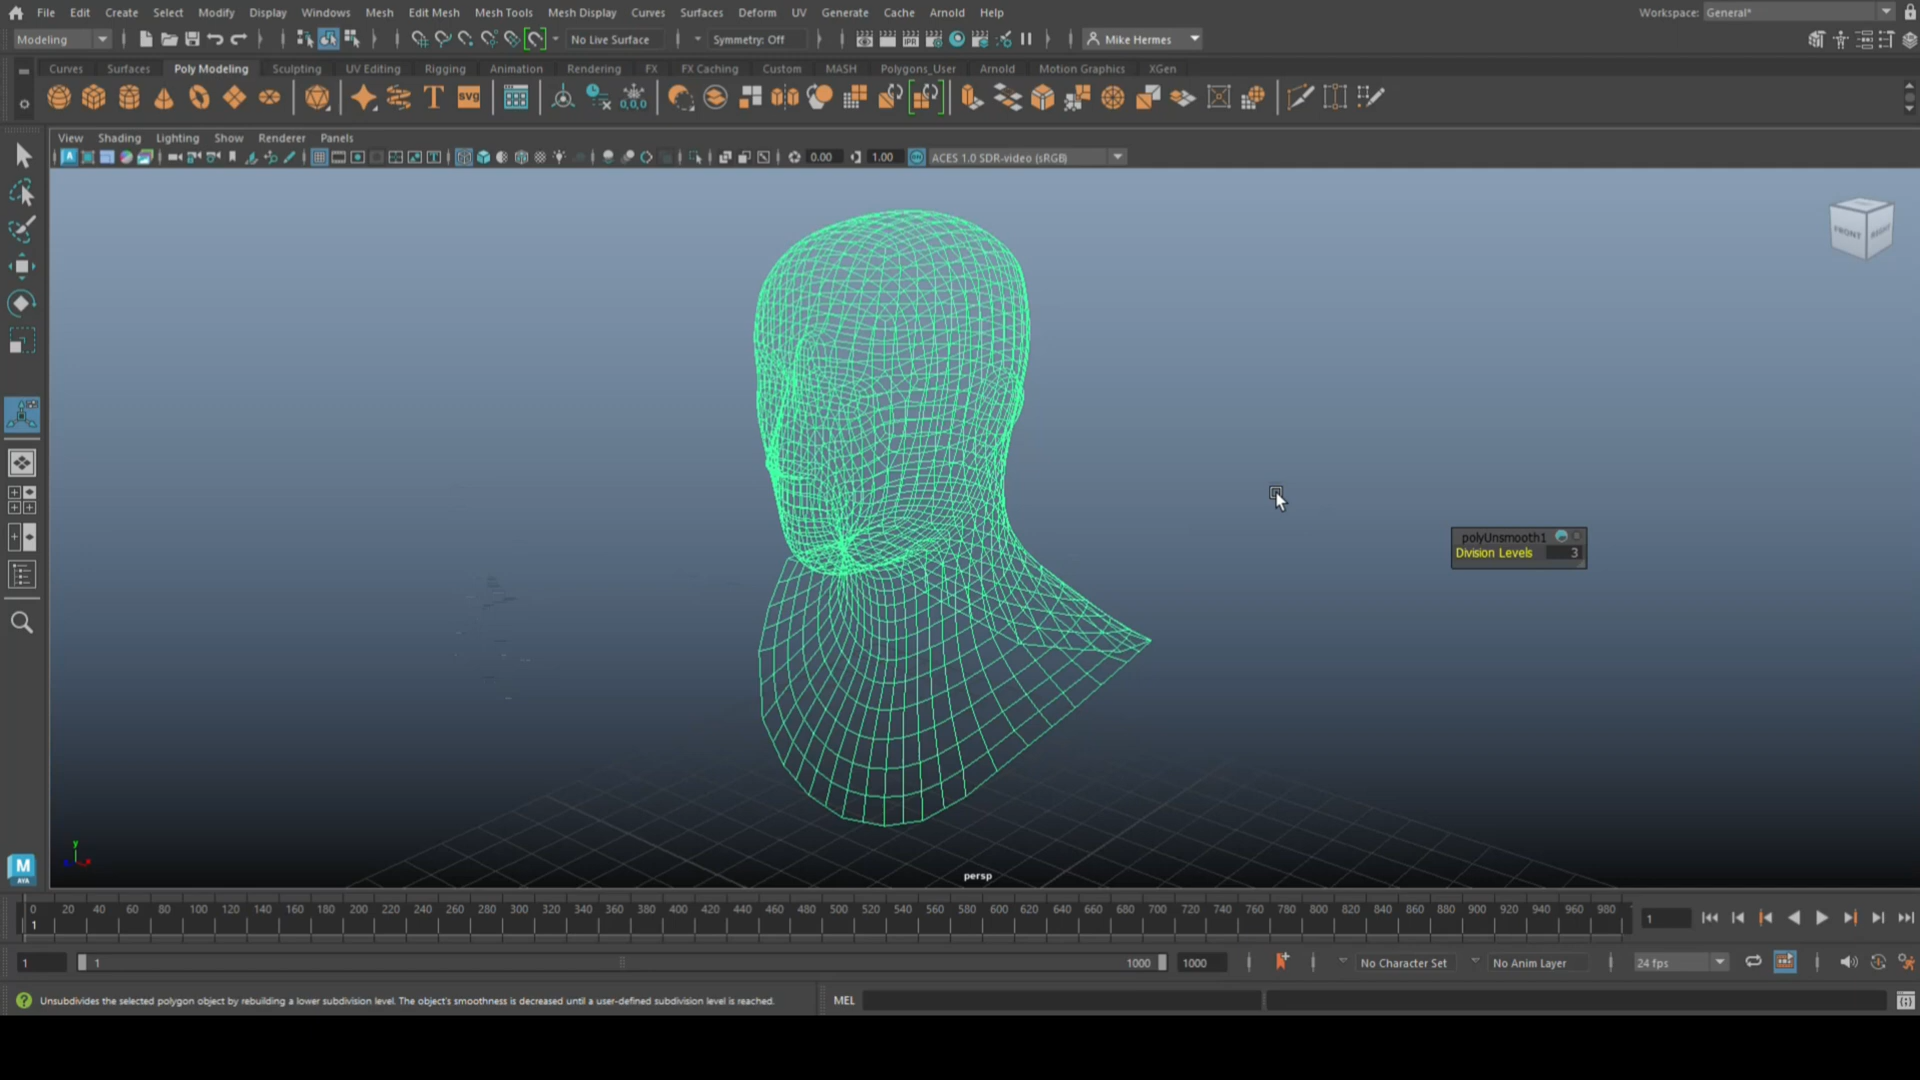 File Edit Create Select Modify Display Windows Mesh Edit Mesh Mesh Tools Mesh Display Curves Surfaces Deform UV Generate Cache Arnold Help Workspace: General*
Modeling No Live Surface Symmetry: Off IPR Mike Hermes
Curves Surfaces Poly Modeling Sculpting UV Editing Rigging Animation Rendering FX FX Caching Custom MASH Polygons_User Arnold Motion Graphics XGen
T svg 0,0,0
View Shading Lighting Show Renderer Panels
0.00 1.00 ACES 1.0 SDR-video (sRGB)
FRONT RIGHT
polyUnsmooth1
Division Levels 3
y
M
AYA
persp
0 20 40 60 80 100 120 140 160 180 200 220 240 260 280 300 320 340 360 380 400 420 440 460 480 500 520 540 560 580 600 620 640 660 680 700 720 740 760 780 800 820 840 860 880 900 920 940 960 980
1 1
1 1 1000 1000 No Character Set No Anim Layer 24 fps
Unsubdivides the selected polygon object by rebuilding a lower subdivision level. The object's smoothness is decreased until a user-defined subdivision level is reached. MEL